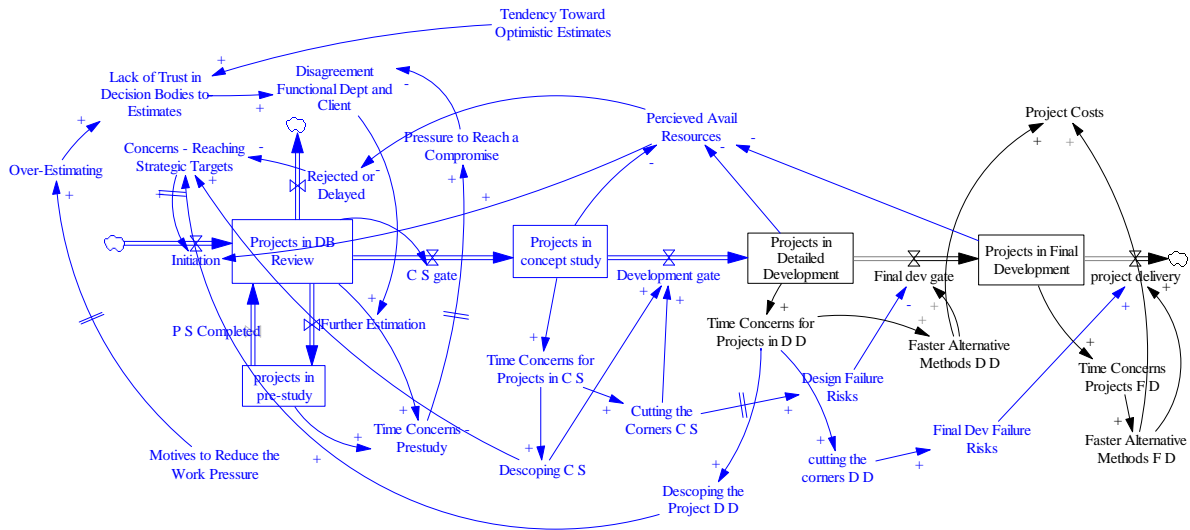 Tendency Toward
Optimistic Estimates
Lack of Trust in
Decision Bodies to
Estimates
Disagreement
Functional Dept and
Client
Percieved Avail
Resources
Project Costs
Pressure to Reach a
Compromise
Over-Estimating
Concerns - Reaching
Strategic Targets
Rejected or
Delayed
Initiation
Projects in DB
Review
C S gate
Projects in
concept study
Development gate
Projects in
Detailed
Development
Final dev gate
Projects in Final
Development
project delivery
P S Completed
Further Estimation
projects in
pre-study
Time Concerns for
Projects in C S
Time Concerns for
Projects in D D
Faster Alternative
Methods D D
Time Concerns
Projects F D
Design Failure
Risks
Cutting the
Corners C S
Time Concerns -
Prestudy
Motives to Reduce the
Work Pressure
Descoping C S
Descoping the
Project D D
cutting the
corners D D
Final Dev Failure
Risks
Faster Alternative
Methods F D